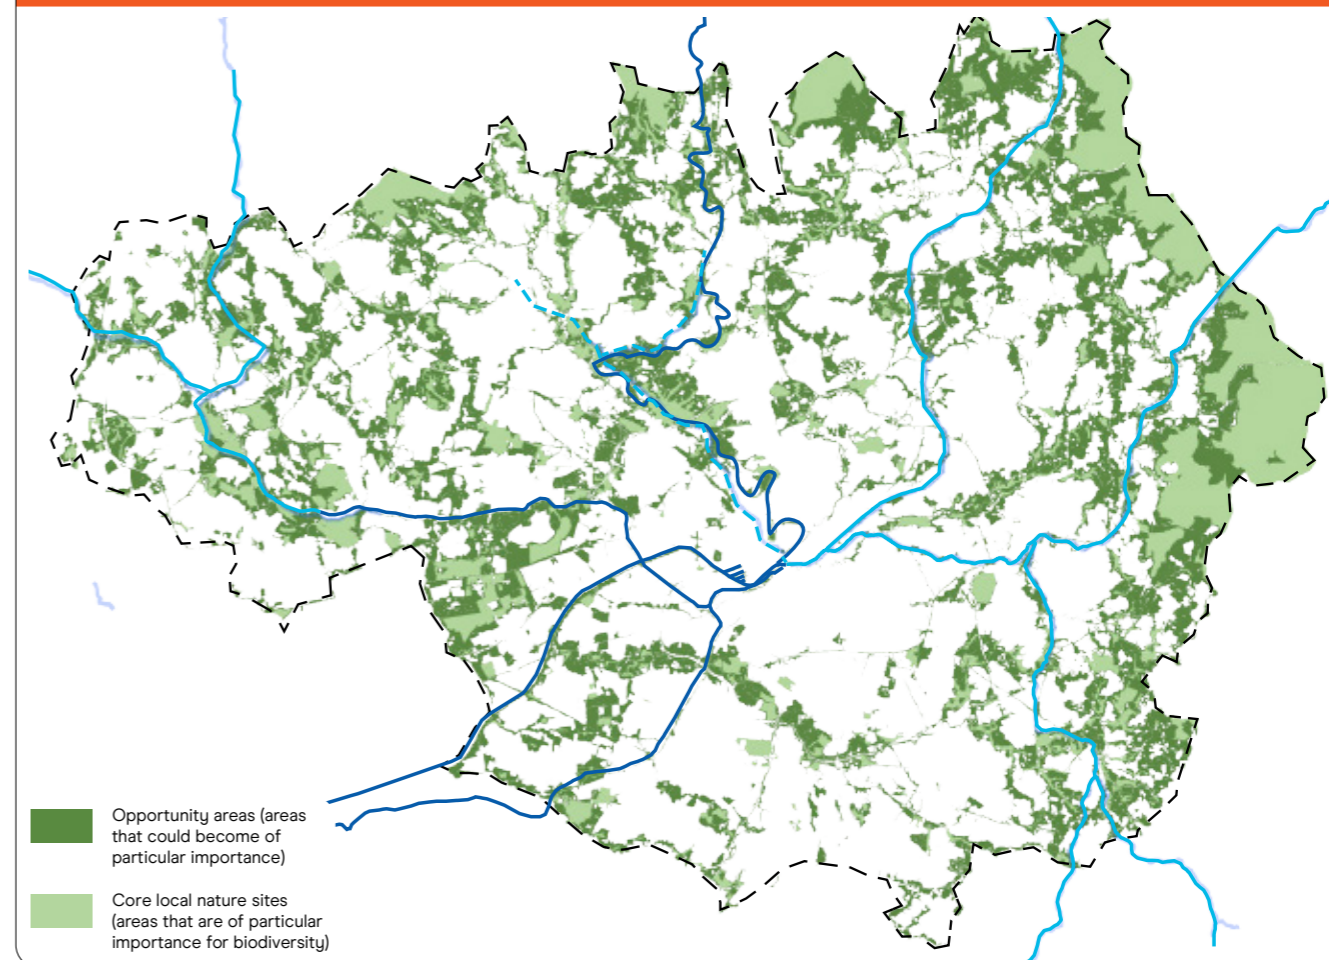 Opportunity areas (areas
that could become of
particular importance)
Core local nature sites
(areas that are of particular
importance for biodiversity)